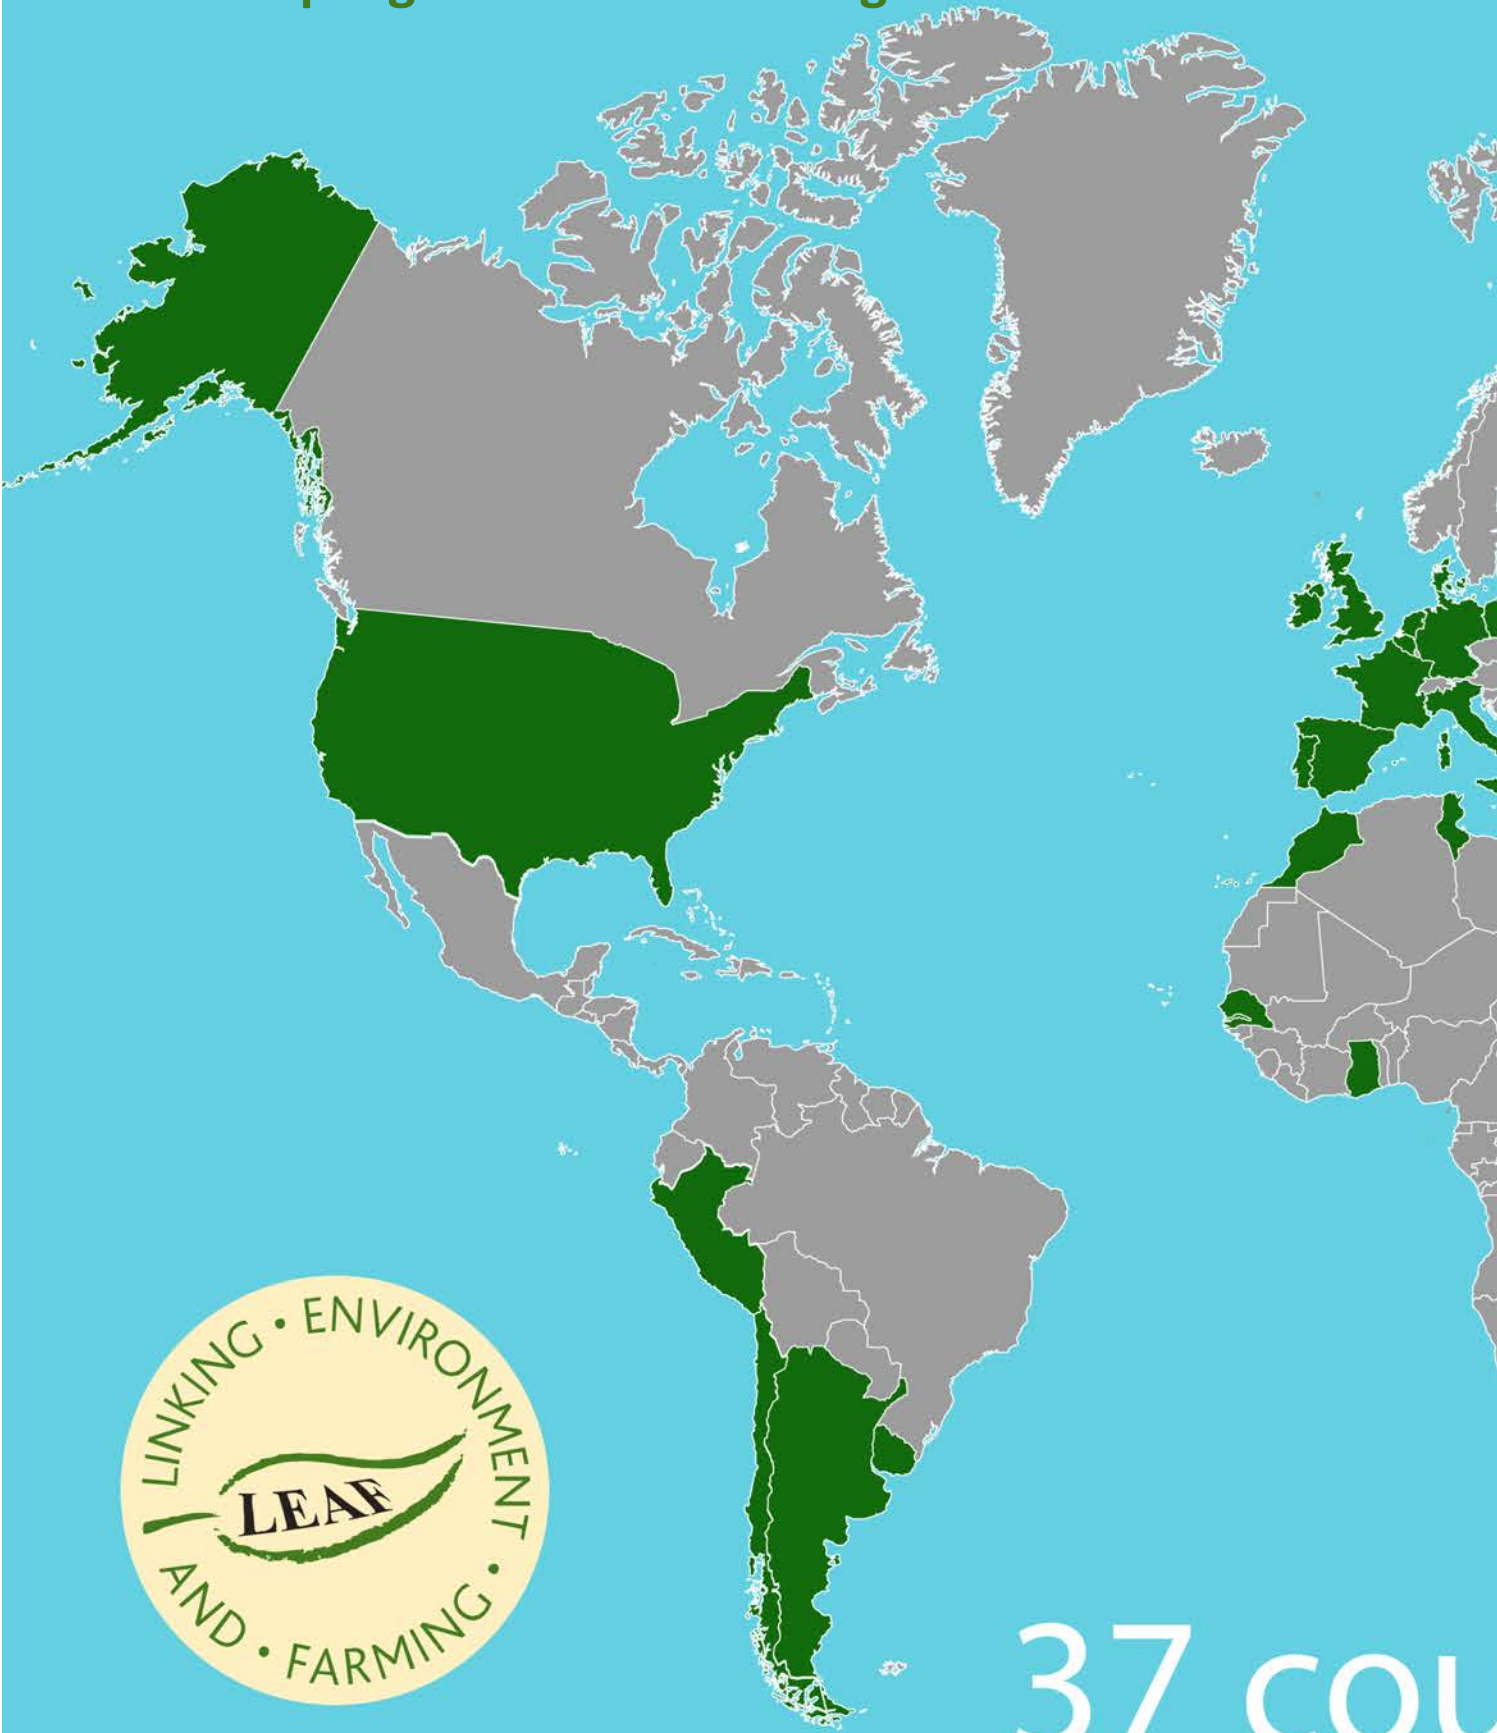 LINKING • ENVIRONMENT
LEAF
AND • FARMING •
37 cou